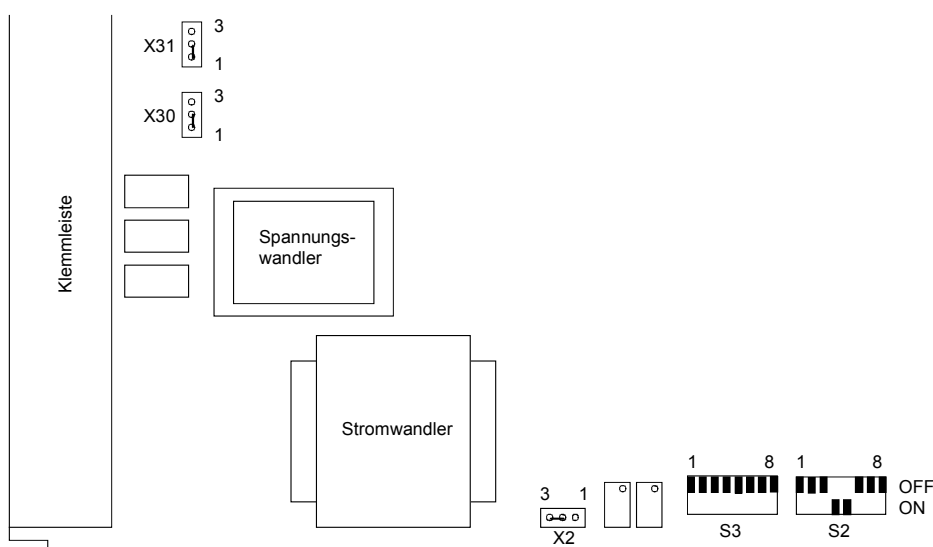 3
X31
1
3
X30
1
Klemmleiste
Spannungs-
wandler
Stromwandler
1 8 1 8
3 1 OFF
ON
X2 S3 S2